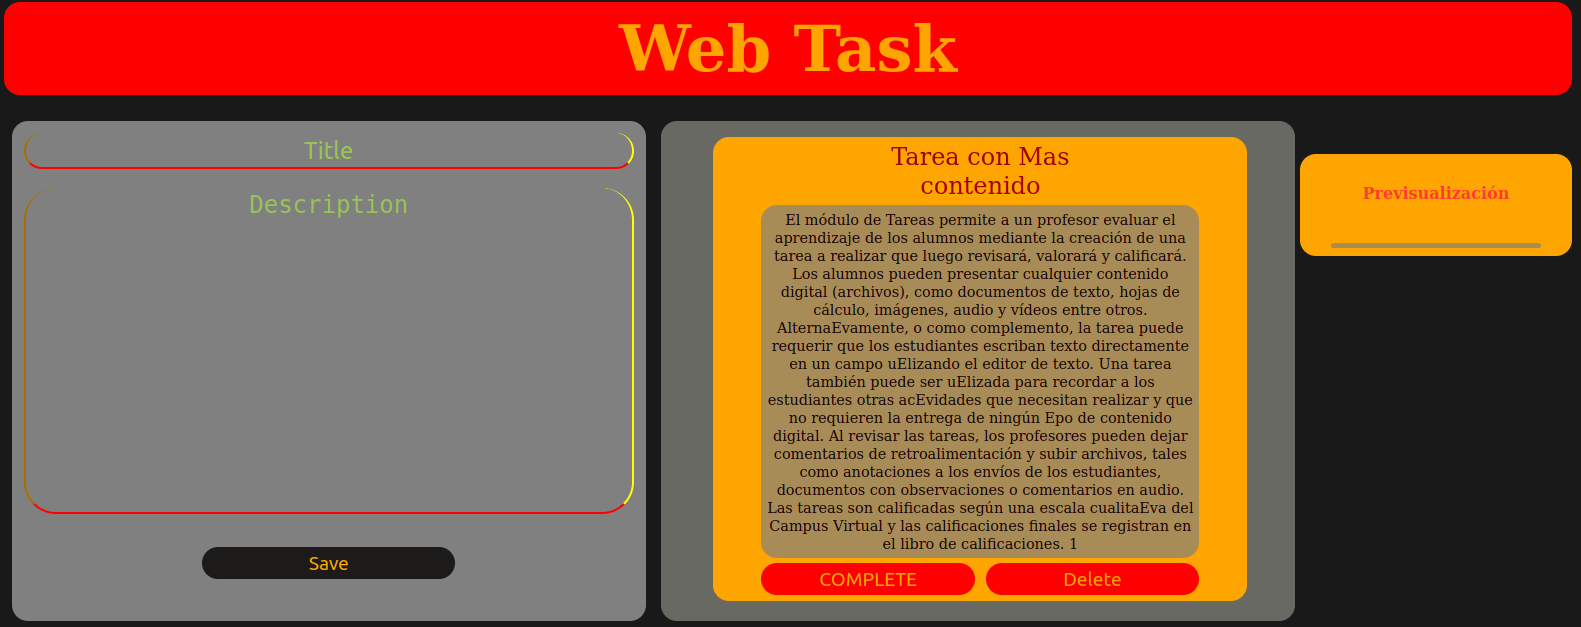 Web Task
Title
Description
Save
Tarea con Mas
contenido
El módulo de Tareas permite a un profesor evaluar el
aprendizaje de los alumnos mediante la creación de una
tarea a realizar que luego revisará, valorará y calificará.
Los alumnos pueden presentar cualquier contenido
digital (archivos), como documentos de texto, hojas de
cálculo, imágenes, audio y vídeos entre otros.
AlternaEvamente, o como complemento, la tarea puede
requerir que los estudiantes escriban texto directamente
en un campo uElizando el editor de texto. Una tarea
también puede ser uElizada para recordar a los
estudiantes otras acEvidades que necesitan realizar y que
no requieren la entrega de ningún Epo de contenido
digital. Al revisar las tareas, los profesores pueden dejar
comentarios de retroalimentación y subir archivos, tales
como anotaciones a los envíos de los estudiantes,
documentos con observaciones o comentarios en audio.
Las tareas son calificadas según una escala cualitaEva del
Campus Virtual y las calificaciones finales se registran en
el libro de calificaciones. 1
COMPLETE
Delete
Previsualización